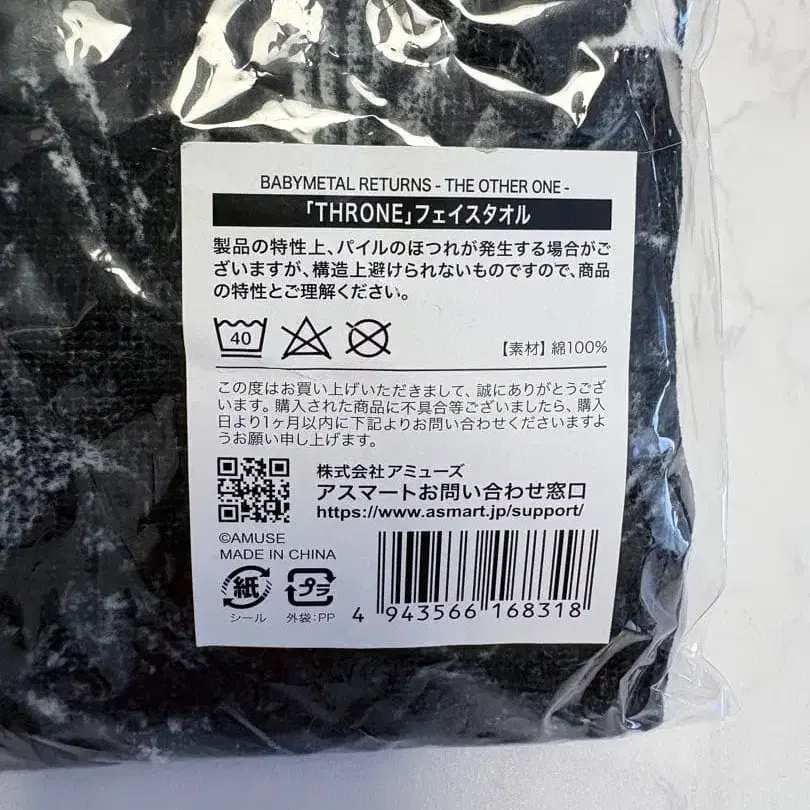 BABYMETAL RETURNS - THE OTHER ONE -
「THRONE」フェイスタオル
製品の特性上、パイルのほつれが発生する場合がご
ざいますが、構造上避けられないものですので、商品
の特性とご理解ください。
40
【素材】綿100%
この度はお買い上げいただきまして、誠にありがとうござ
います。購入された商品に不具合等ございましたら、購入
日より1ヶ月以内に下記よりお問い合わせくださいますよ
うお願い申し上げます。
株式会社アミューズ
アスマートお問い合わせ窓口
https://www.asmart.jp/support/
©AMUSE
MADE IN CHINA
紙
プラ
シール
外袋:PP
4 943566 168318